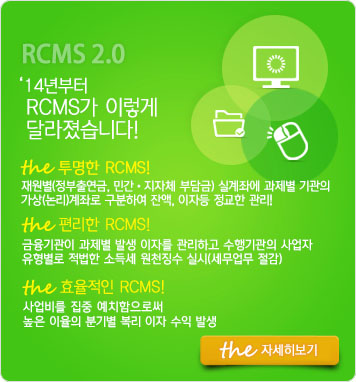 RCMS 2.0
‘14년부터
RCMS가 이렇게
달라졌습니다!
the 투명한 RCMS!
재원별(정부출연금, 민간·지자체 부담금) 실계좌에 과제별 기관의
가상(논리)계좌로 구분하여 잔액, 이자등 정교한 관리!
the 편리한 RCMS!
금융기관이 과제별 발생 이자를 관리하고 수행기관의 사업자
유형별로 적법한 소득세 원천징수 실시(세무업무 절감)
the 효율적인 RCMS!
사업비를 집중 예치함으로써
높은 이율의 분기별 복리 이자 수익 발생
the 자세히보기